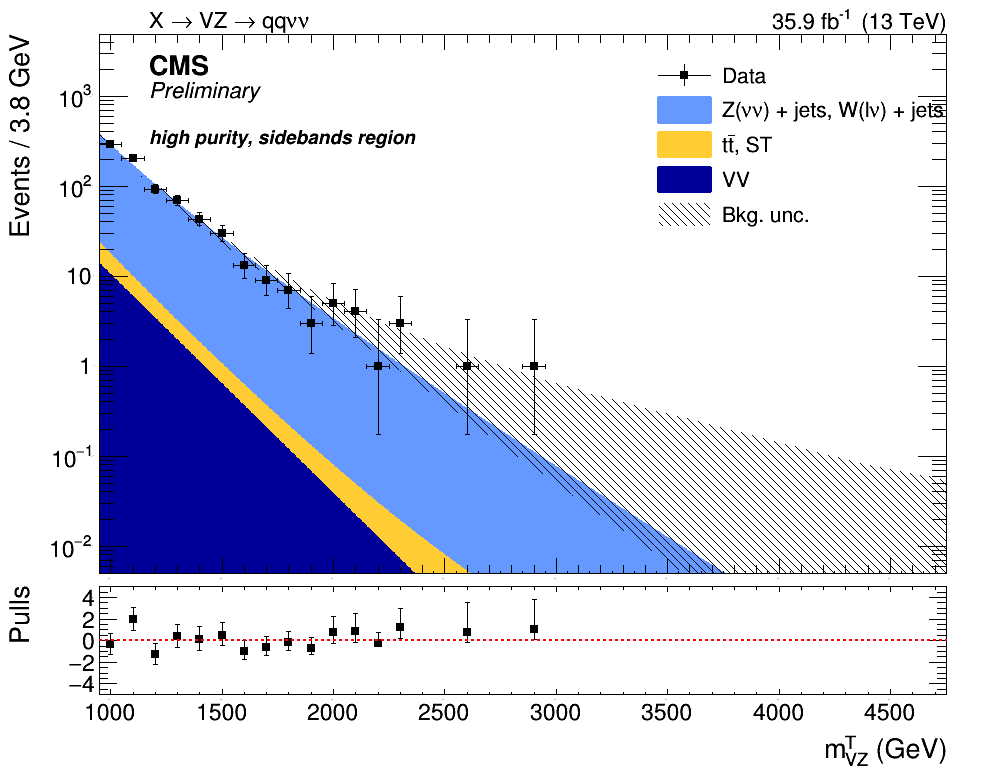 X → VZ → qqνν
35.9 fb⁻¹ (13 TeV)
CMS
Preliminary
high purity, sidebands region
Data
Z(νν) + jets, W(lν) + jets
tt̄, ST
VV
Bkg. unc.
Events / 3.8 GeV
10³
10²
10
1
10⁻¹
10⁻²
Pulls
4
2
0
−2
−4
1000 1500 2000 2500 3000 3500 4000 4500
m_VZ^T (GeV)